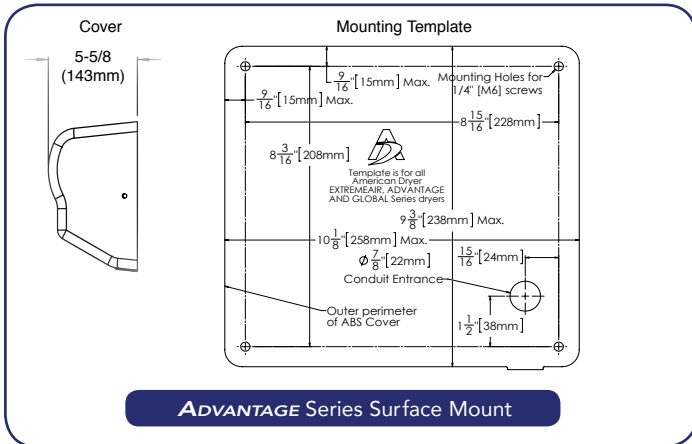 Cover
Mounting Template
5-5/8
(143mm)
9/16"[15mm] Max.
Mounting Holes for
1/4" [M6] screws
9/16"[15mm] Max.
8 15/16"[228mm]
8 3/16"[208mm]
Template is for all
American Dryer
EXTREMEAIR, ADVANTAGE
AND GLOBAL Series dryers
9 3/8"[238mm] Max.
10 1/8"[258mm] Max.
15/16"[24mm]
Ø 7/8"[22mm]
Conduit Entrance
Outer perimeter
of ABS Cover
1 1/2"[38mm]
ADVANTAGE Series Surface Mount